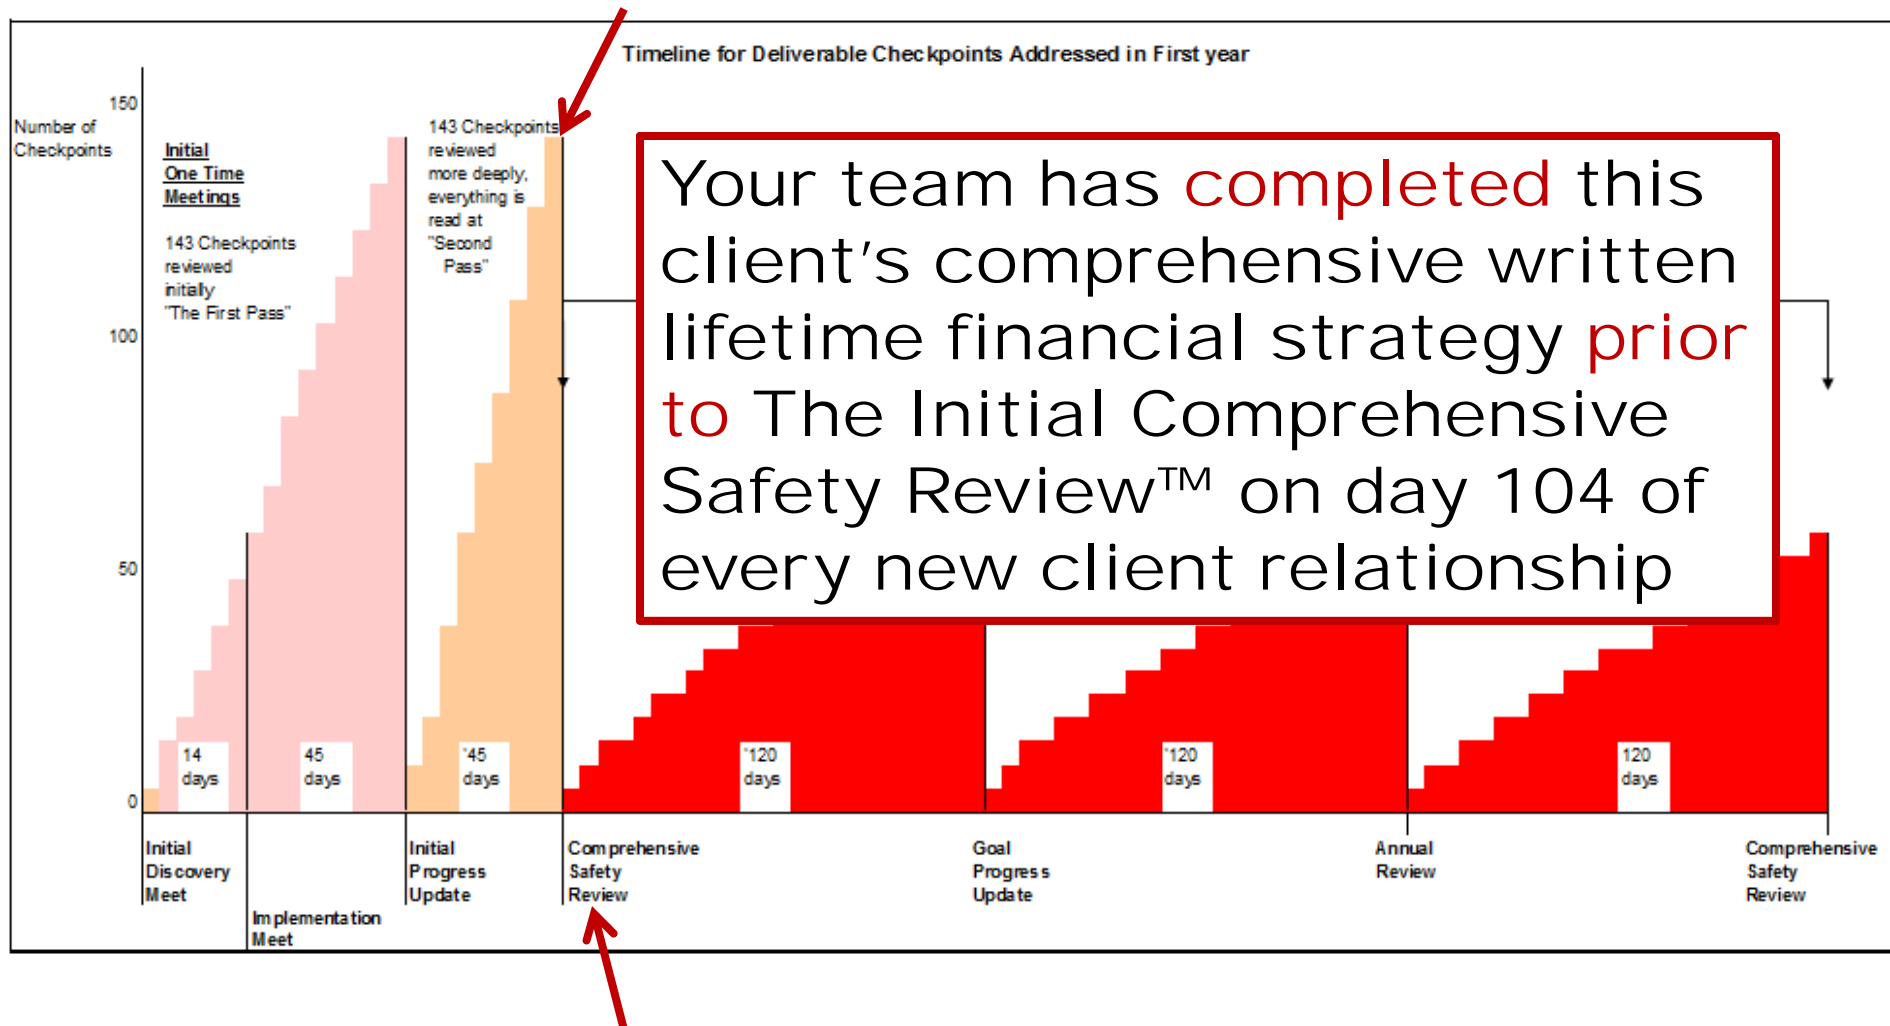 Timeline for Deliverable Checkpoints Addressed in First year
150
Number of
Checkpoints
Initial
One Time
Meetings
143 Checkpoints
reviewed
initially
"The First Pass"
143 Checkpoints
reviewed
more deeply,
everything is
read at
"Second
Pass"
Your team has completed this
client's comprehensive written
lifetime financial strategy prior
to The Initial Comprehensive
Safety Review™ on day 104 of
every new client relationship
100
50
0
14
days
45
days
'45
days
'120
days
'120
days
120
days
Initial
Discovery
Meet
Implementation
Meet
Initial
Progress
Update
Comprehensive
Safety
Review
Goal
Progress
Update
Annual
Review
Comprehensive
Safety
Review